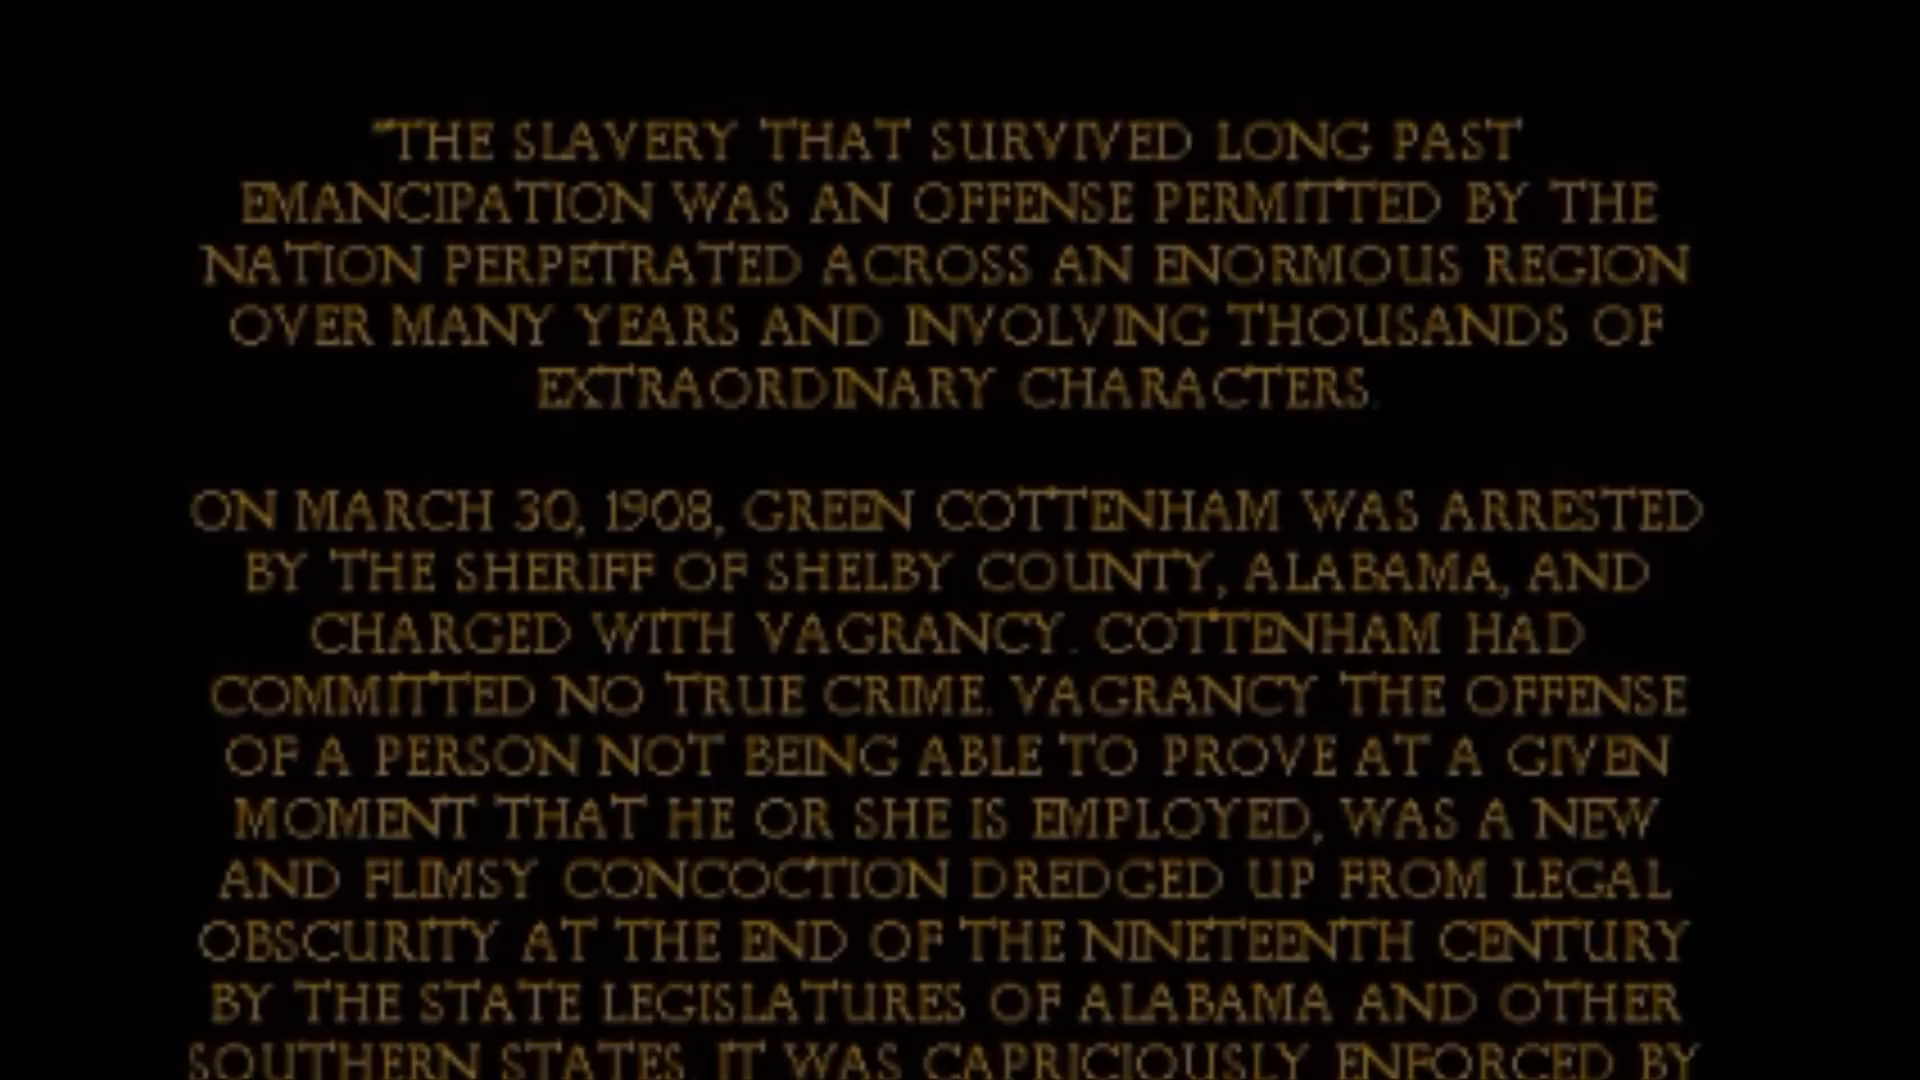 "THE SLAVERY THAT SURVIVED LONG PAST
EMANCIPATION WAS AN OFFENSE PERMITTED BY THE
NATION PERPETRATED ACROSS AN ENORMOUS REGION
OVER MANY YEARS AND INVOLVING THOUSANDS OF
EXTRAORDINARY CHARACTERS.
ON MARCH 30, 1908, GREEN COTTENHAM WAS ARRESTED
BY THE SHERIFF OF SHELBY COUNTY, ALABAMA, AND
CHARGED WITH VAGRANCY. COTTENHAM HAD
COMMITTED NO TRUE CRIME. VAGRANCY THE OFFENSE
OF A PERSON NOT BEING ABLE TO PROVE AT A GIVEN
MOMENT THAT HE OR SHE IS EMPLOYED, WAS A NEW
AND FLIMSY CONCOCTION DREDGED UP FROM LEGAL
OBSCURITY AT THE END OF THE NINETEENTH CENTURY
BY THE STATE LEGISLATURES OF ALABAMA AND OTHER
SOUTHERN STATES. IT WAS CAPRICIOUSLY ENFORCED BY